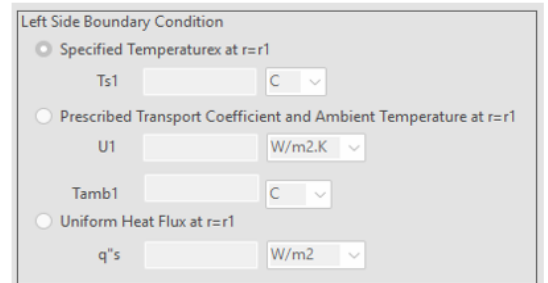 Left Side Boundary Condition
Specified Temperaturex at r=r1
Ts1 C
Prescribed Transport Coefficient and Ambient Temperature at r=r1
U1 W/m2.K
Tamb1 C
Uniform Heat Flux at r=r1
q"s W/m2